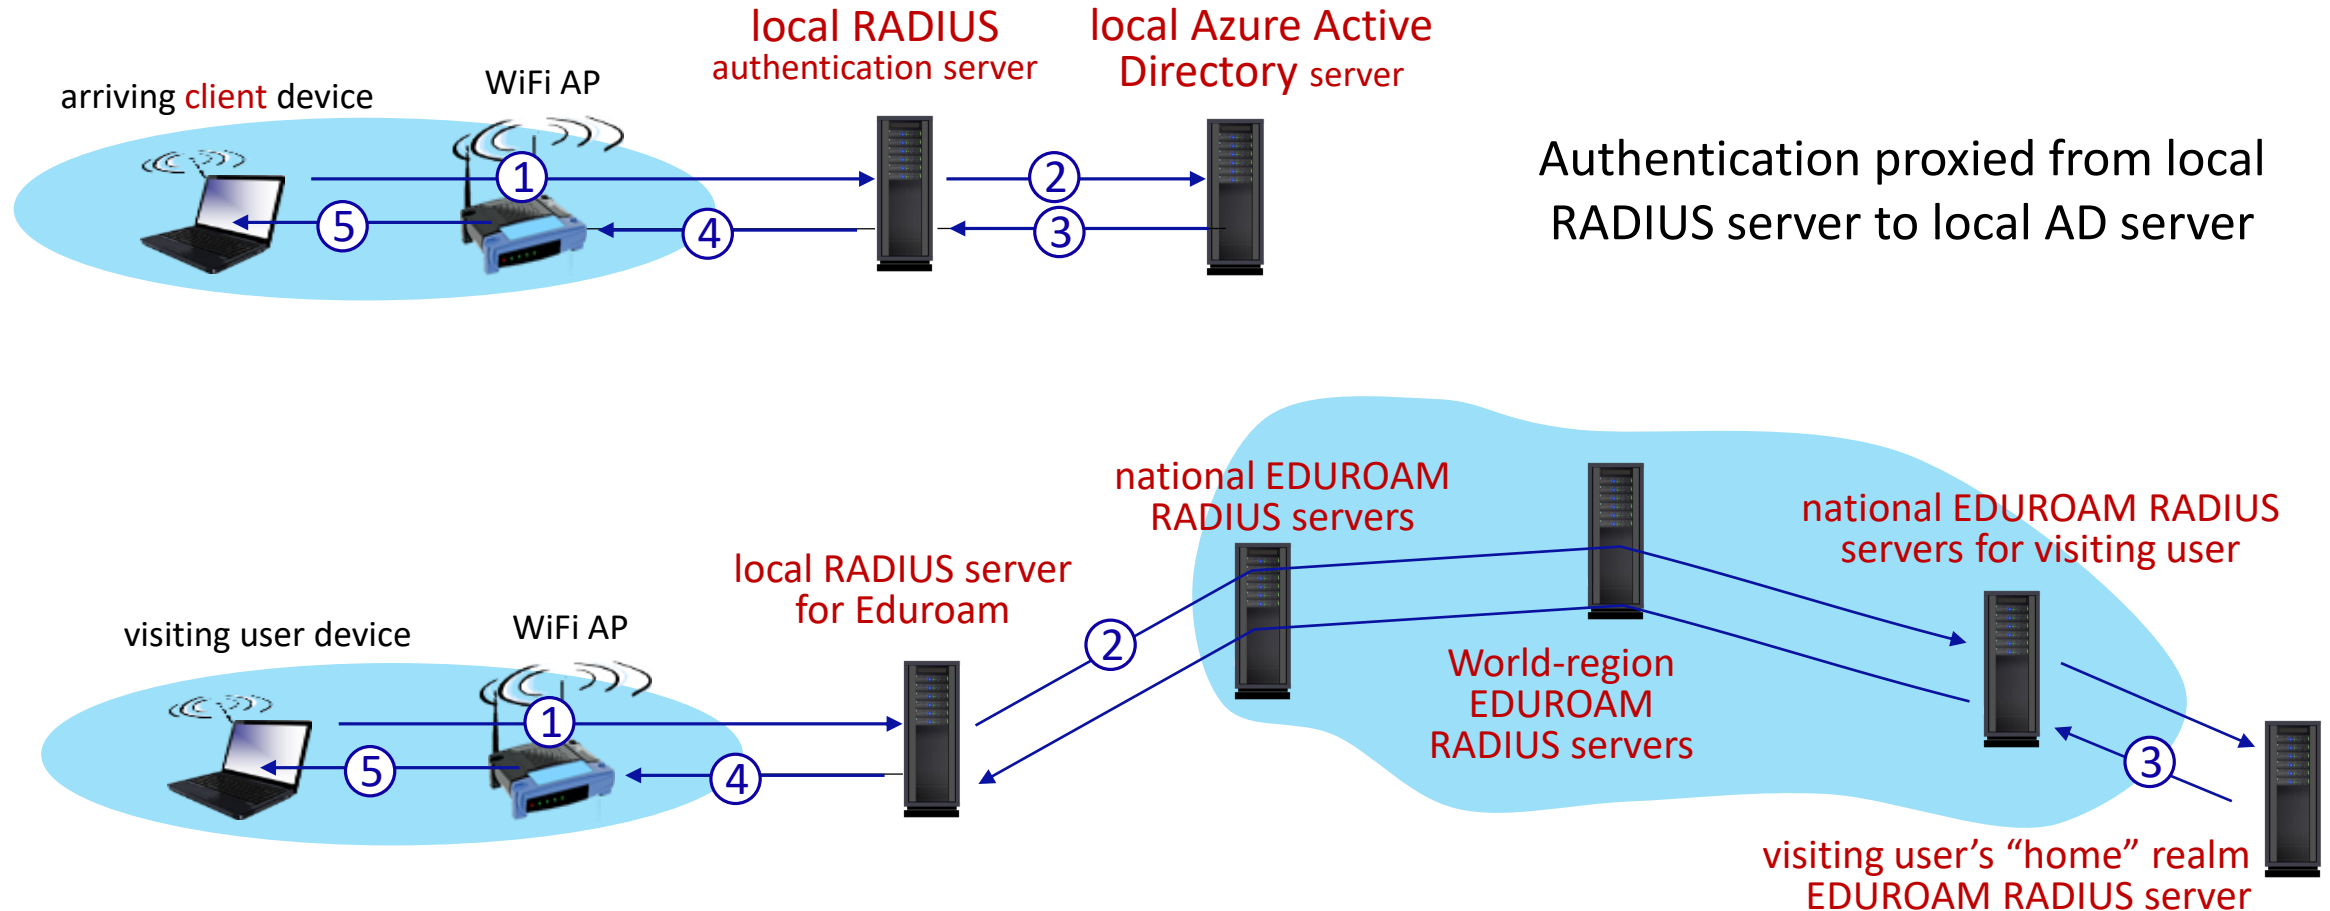 local RADIUS
authentication server
local Azure Active
Directory server
WiFi AP
arriving client device
1
2
3
4
5
Authentication proxied from local
RADIUS server to local AD server
national EDUROAM
RADIUS servers
national EDUROAM RADIUS
servers for visiting user
local RADIUS server
for Eduroam
visiting user device
WiFi AP
World-region
EDUROAM
RADIUS servers
1
2
3
4
5
visiting user’s “home” realm
EDUROAM RADIUS server